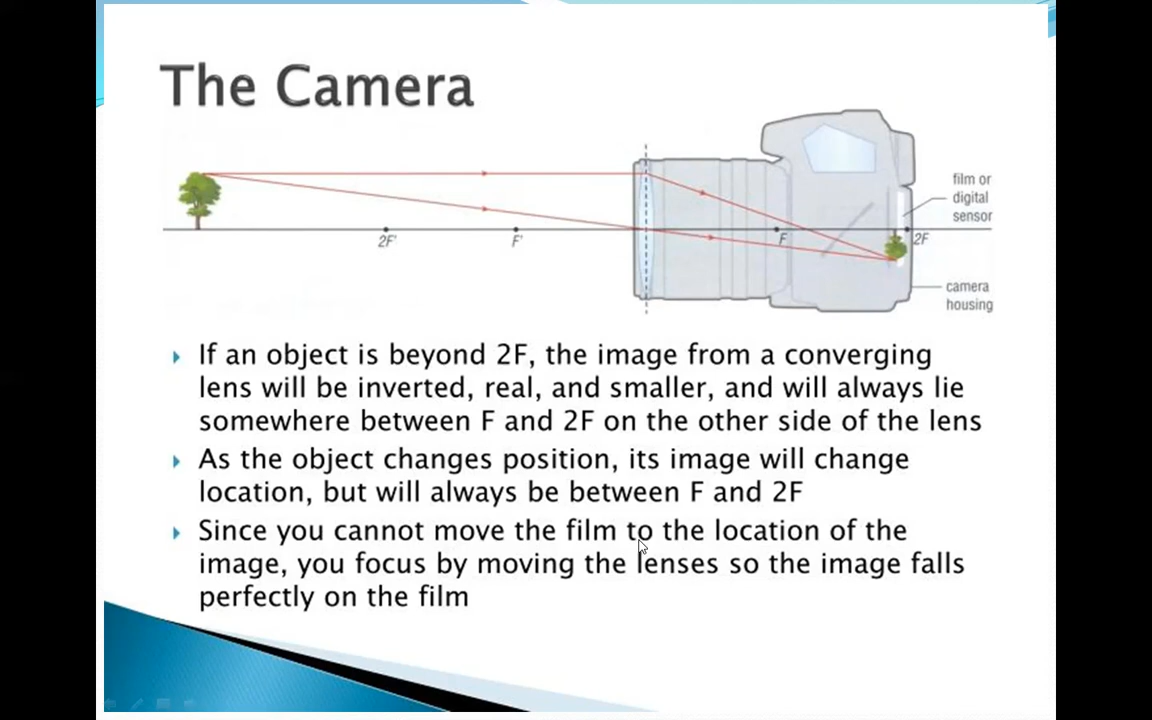 The Camera
film or
digital
sensor
2F' F' F 2F
camera
housing
If an object is beyond 2F, the image from a converging
lens will be inverted, real, and smaller, and will always lie
somewhere between F and 2F on the other side of the lens
As the object changes position, its image will change
location, but will always be between F and 2F
Since you cannot move the film to the location of the
image, you focus by moving the lenses so the image falls
perfectly on the film